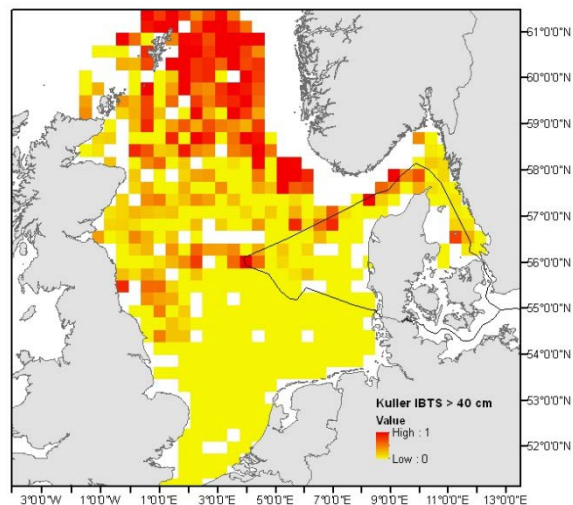 61°0'0"N
60°0'0"N
59°0'0"N
58°0'0"N
57°0'0"N
56°0'0"N
55°0'0"N
54°0'0"N
53°0'0"N
52°0'0"N
Kuller IBTS > 40 cm
Value
High : 1
Low : 0
3°0'0"W 1°0'0"W 1°0'0"E 3°0'0"E 5°0'0"E 7°0'0"E 9°0'0"E 11°0'0"E 13°0'0"E